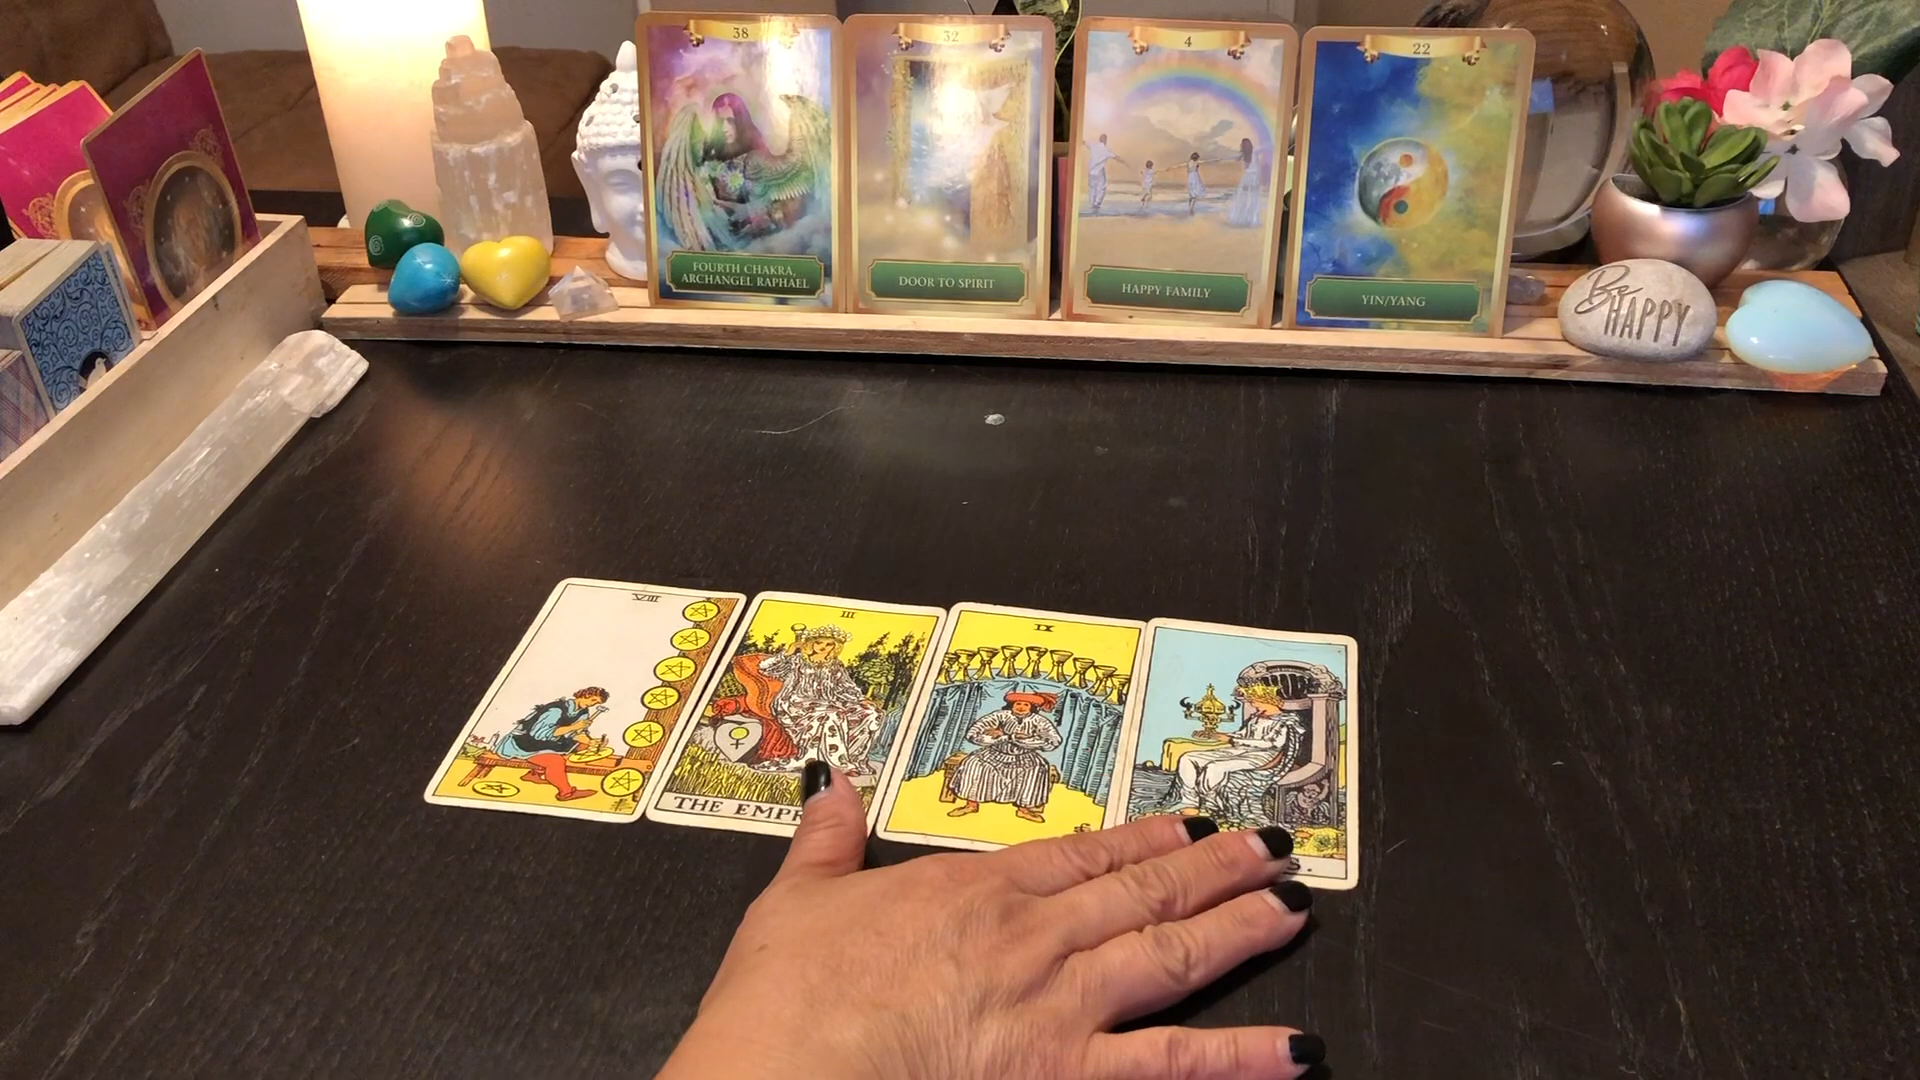 38
32
4
22
FOURTH CHAKRA,
ARCHANGEL RAPHAEL
DOOR TO SPIRIT
HAPPY FAMILY
YIN/YANG
Be
HAPPY
VIII
III
IX
THE EMPR
S.